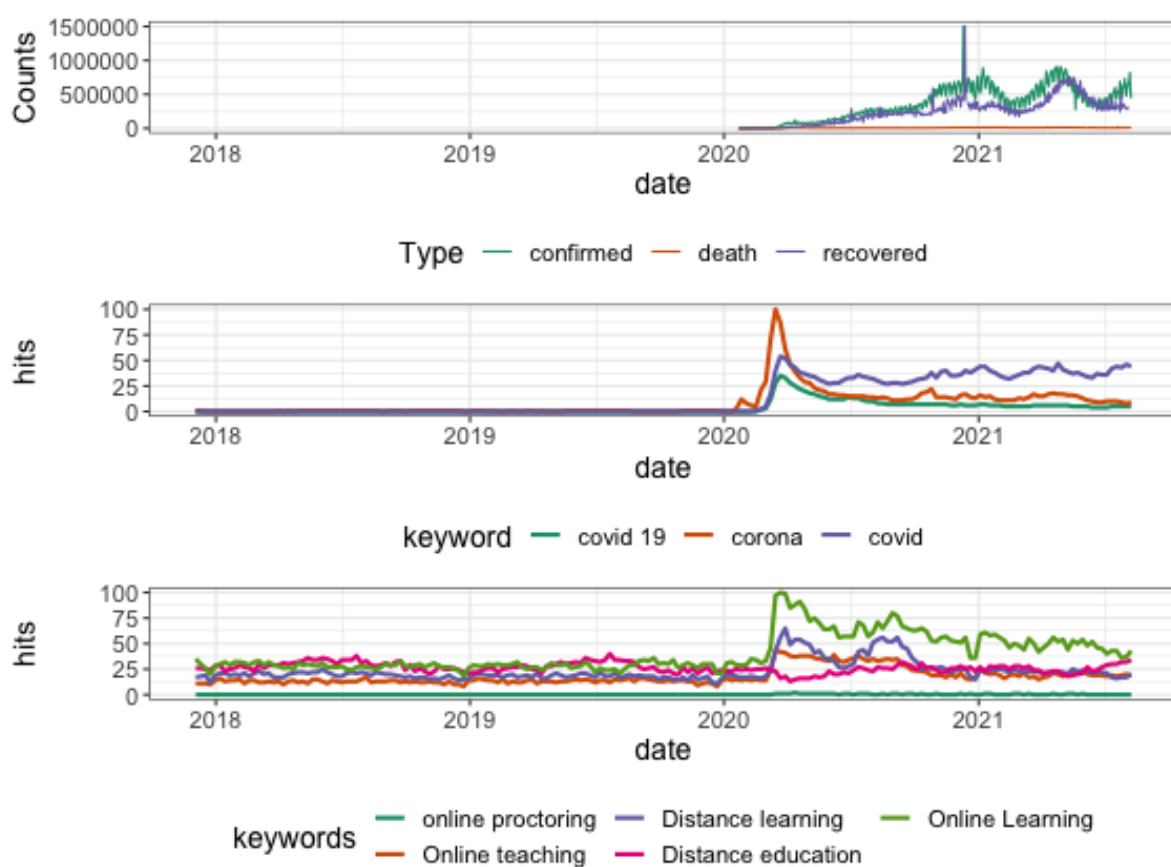 Counts
1500000
1000000
500000
0
2018 2019 2020 2021
date
Type confirmed death recovered
hits
100
75
50
25
0
2018 2019 2020 2021
date
keyword covid 19 corona covid
hits
100
75
50
25
0
2018 2019 2020 2021
date
keywords
online proctoring Distance learning Online Learning
Online teaching Distance education